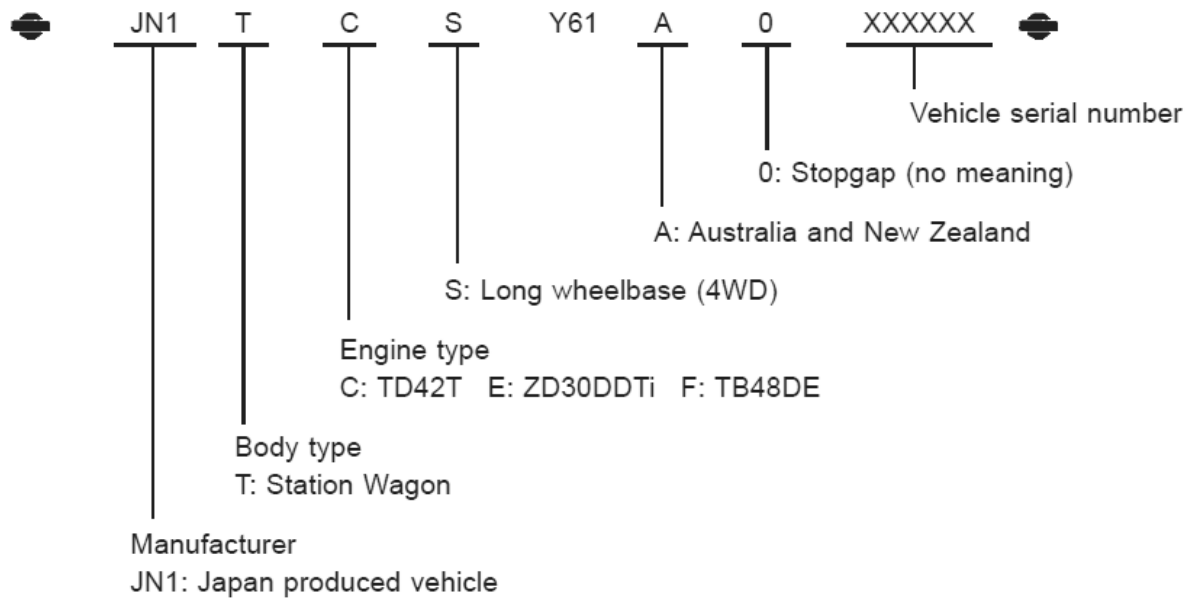 JN1 T C S Y61 A 0 XXXXXX
Vehicle serial number
0: Stopgap (no meaning)
A: Australia and New Zealand
S: Long wheelbase (4WD)
Engine type
C: TD42T E: ZD30DDTi F: TB48DE
Body type
T: Station Wagon
Manufacturer
JN1: Japan produced vehicle